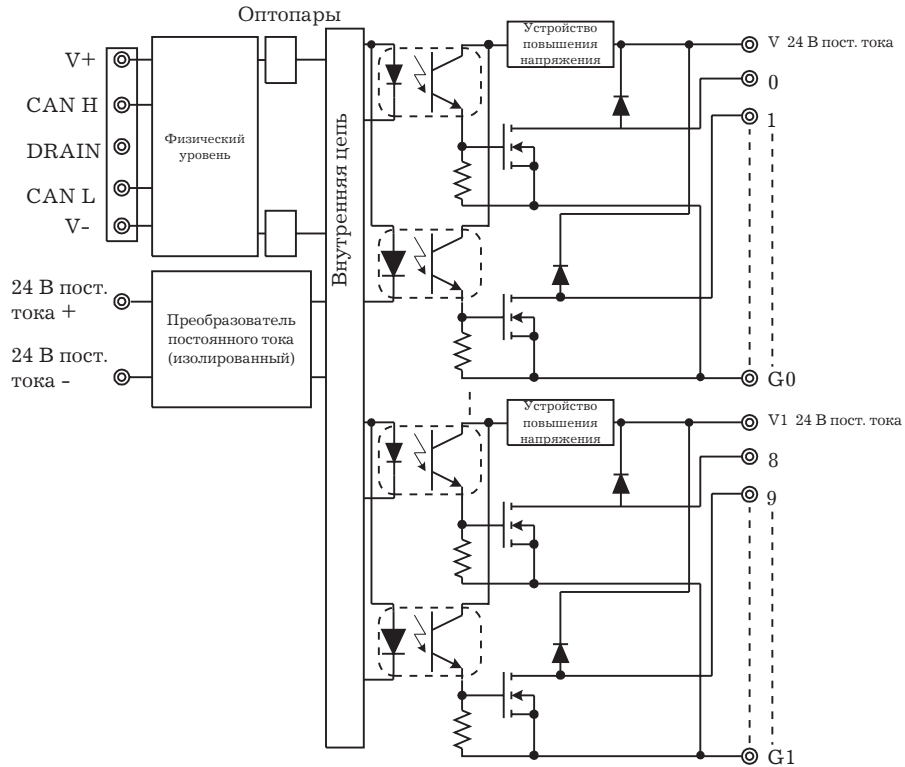 Оптопары
V+
CAN H
DRAIN
CAN L
V-
Физический
уровень
24 В пост.
тока +
24 В пост.
тока -
Преобразователь
постоянного тока
(изолированный)
Внутренняя цепь
Устройство
повышения
напряжения
V 24 В пост. тока
0
1
G0
Устройство
повышения
напряжения
V1 24 В пост. тока
8
9
G1